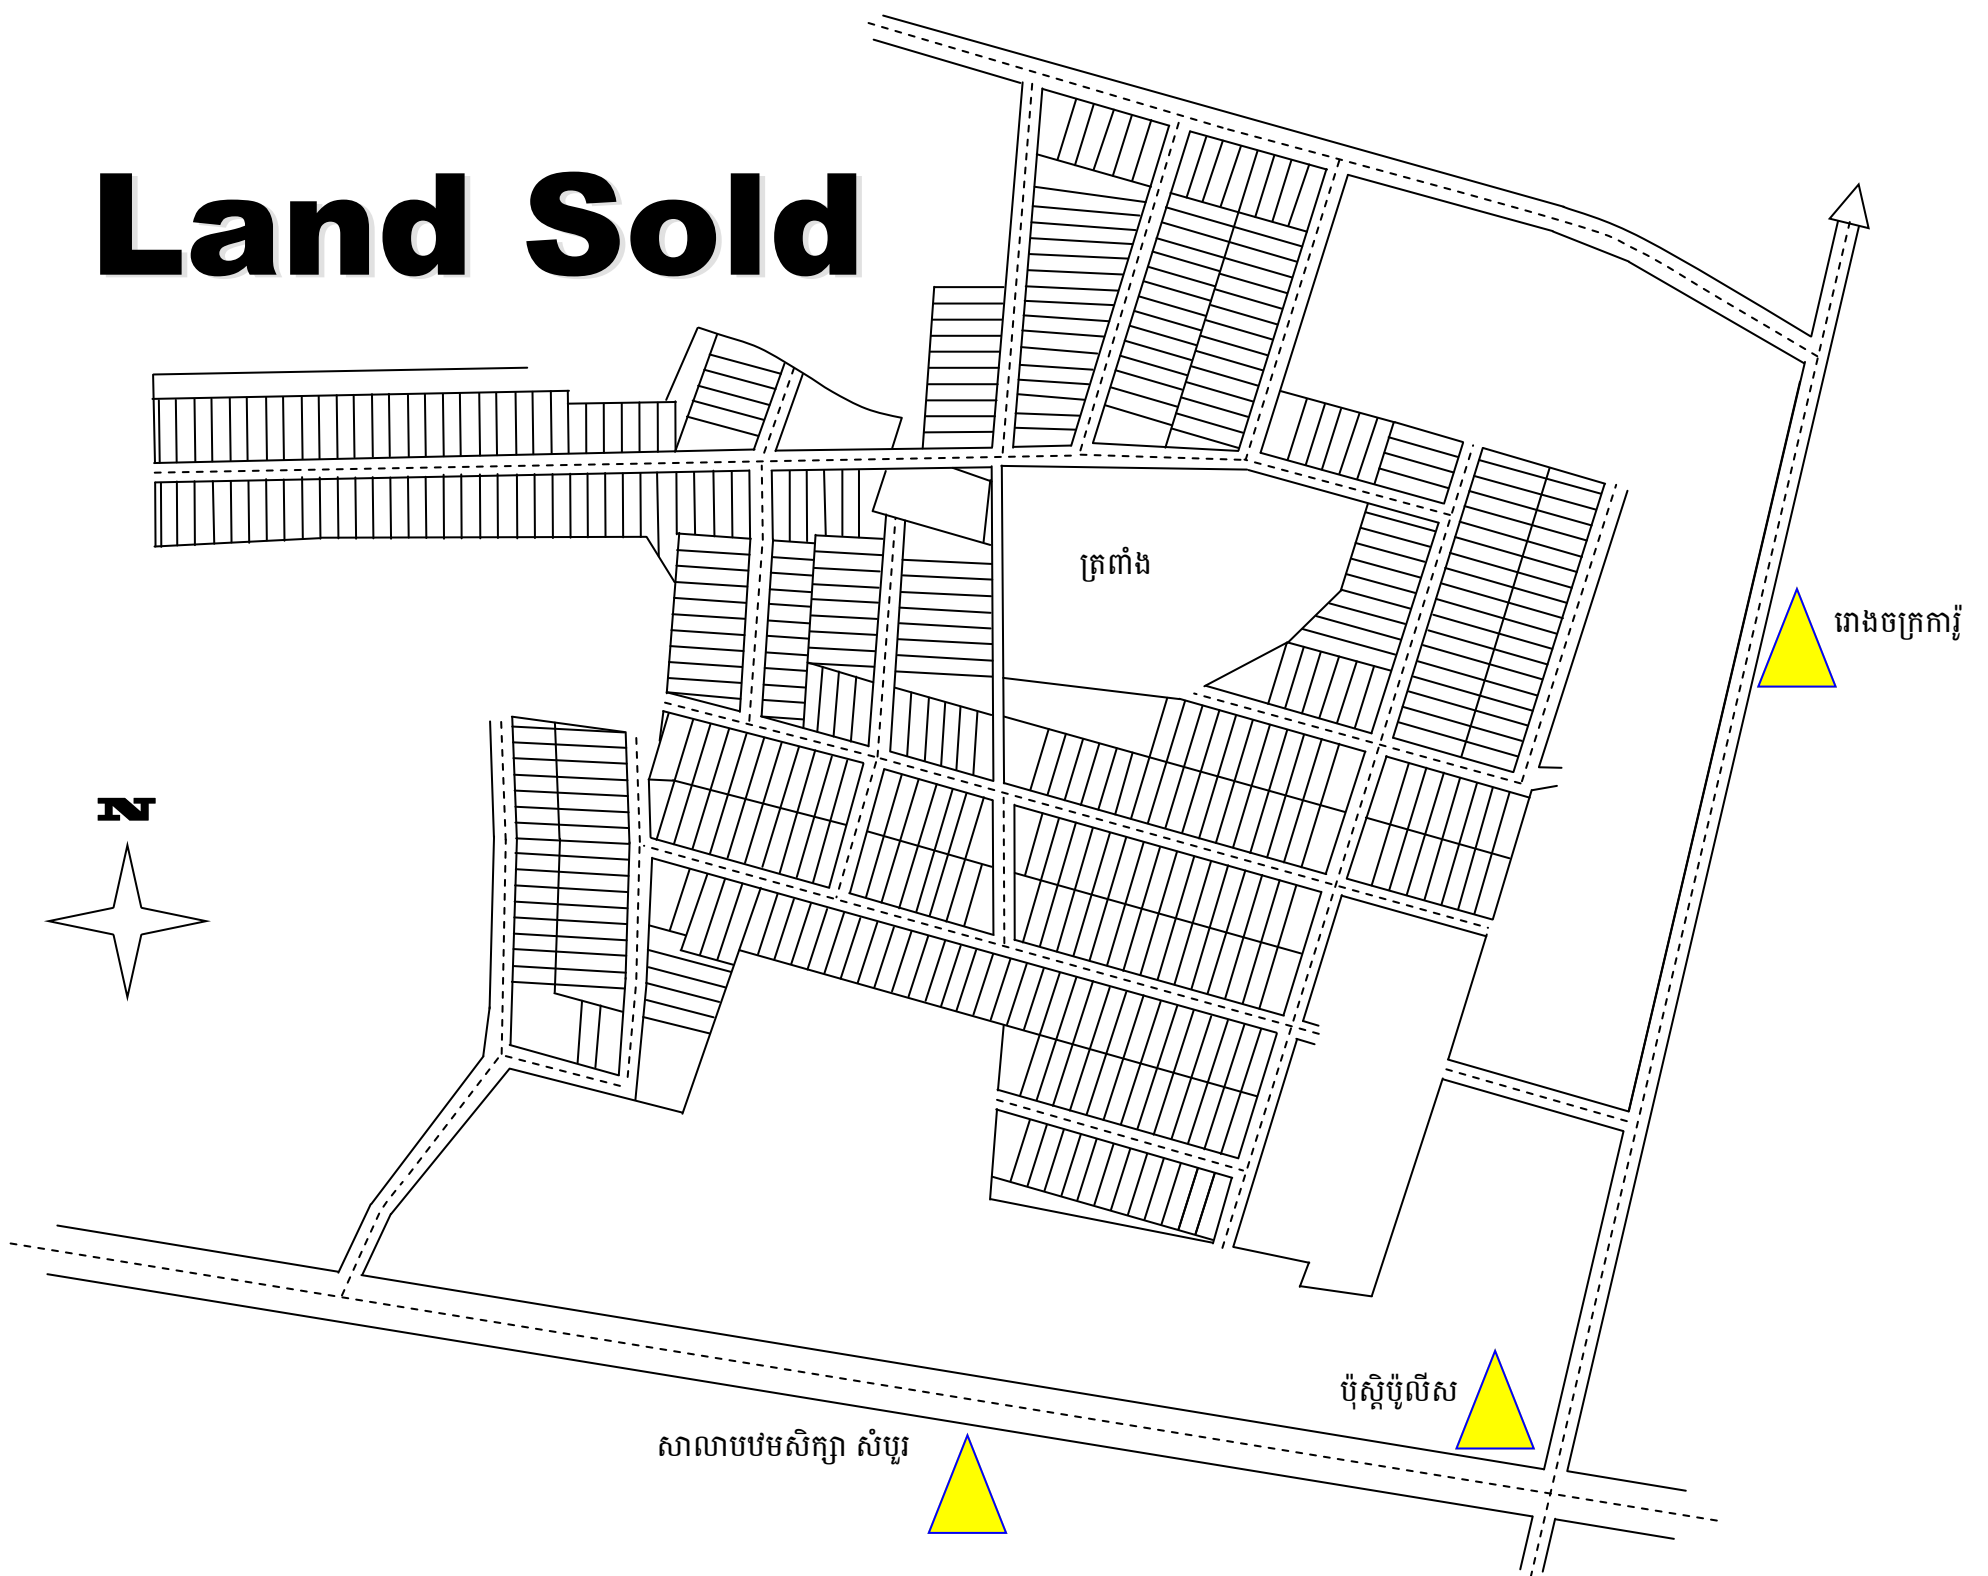 Land Sold
ត្រពាំង
រោងចក្រការ៉ូ
N
ប៉ុស្តិប៉ូលីស
សាលាបឋមសិក្សា សំបួរ